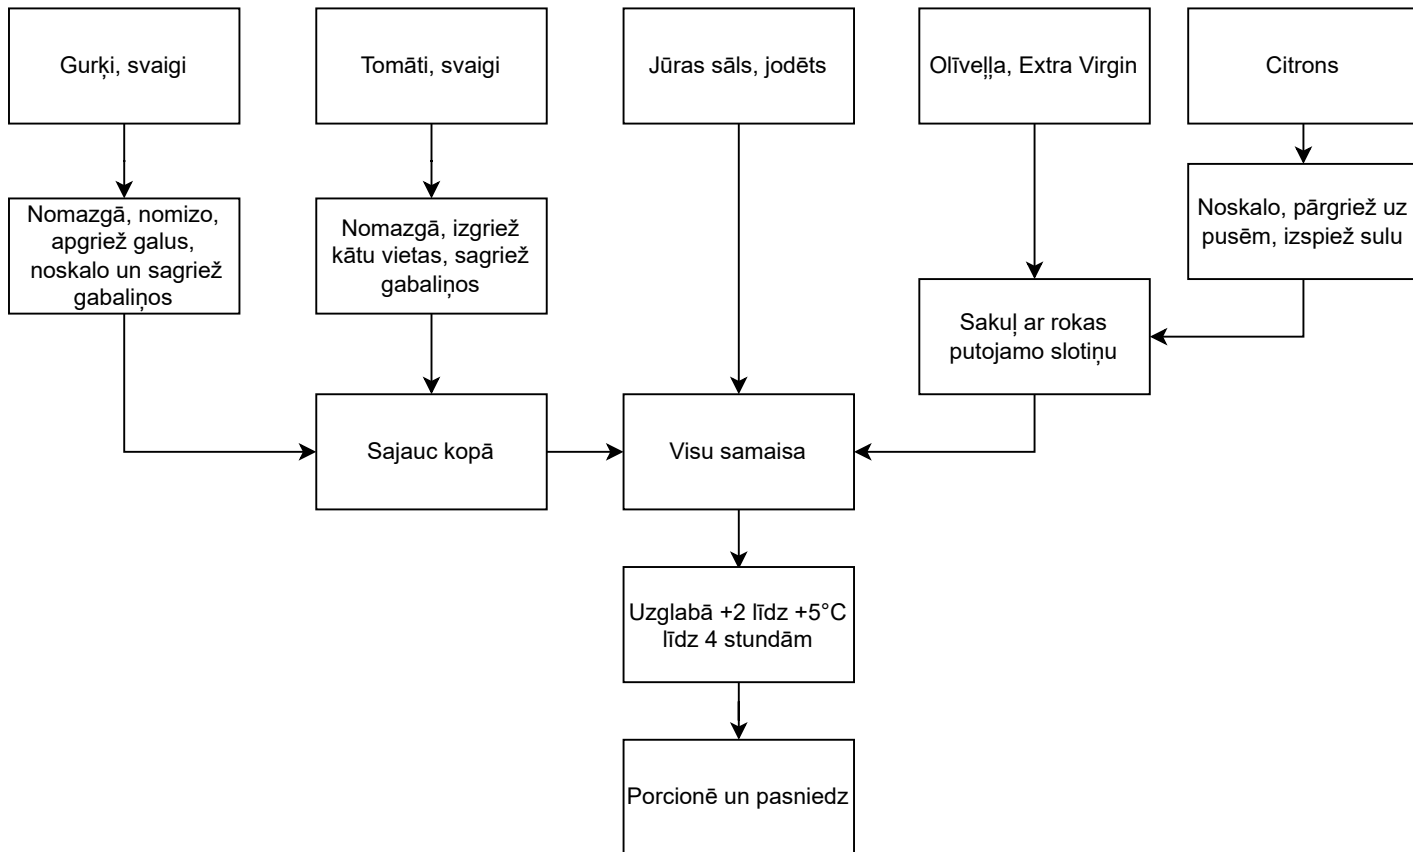 Gurķi, svaigi
Tomāti, svaigi
Jūras sāls, jodēts
Olīveļļa, Extra Virgin
Citrons
Nomazgā, nomizo,
apgriež galus,
noskalo un sagriež
gabaliņos
Nomazgā, izgriež
kātu vietas, sagriež
gabaliņos
Noskalo, pārgriež uz
pusēm, izspiež sulu
Sakuļ ar rokas
putojamo slotiņu
Sajauc kopā
Visu samaisa
Uzglabā +2 līdz +5°C
līdz 4 stundām
Porcionē un pasniedz